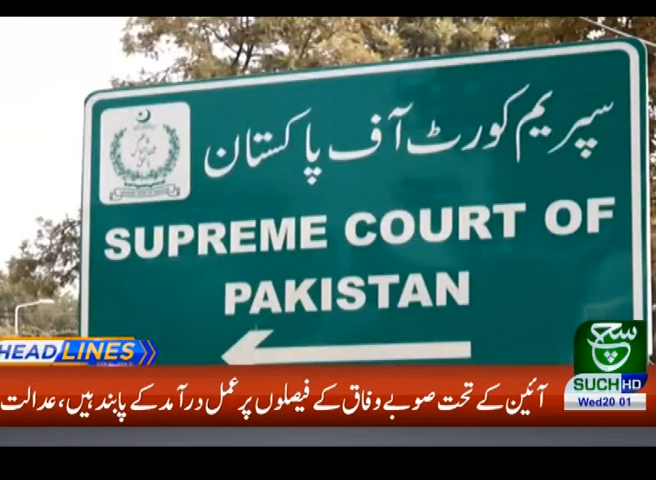 سپریم کورٹ آف پاکستان
SUPREME COURT OF
PAKISTAN
HEADLINES
سچ
SUCH HD
Wed20 01
آئین کے تحت صوبے وفاق کے فیصلوں پر عمل درآمد کے پابند ہیں، عدالت